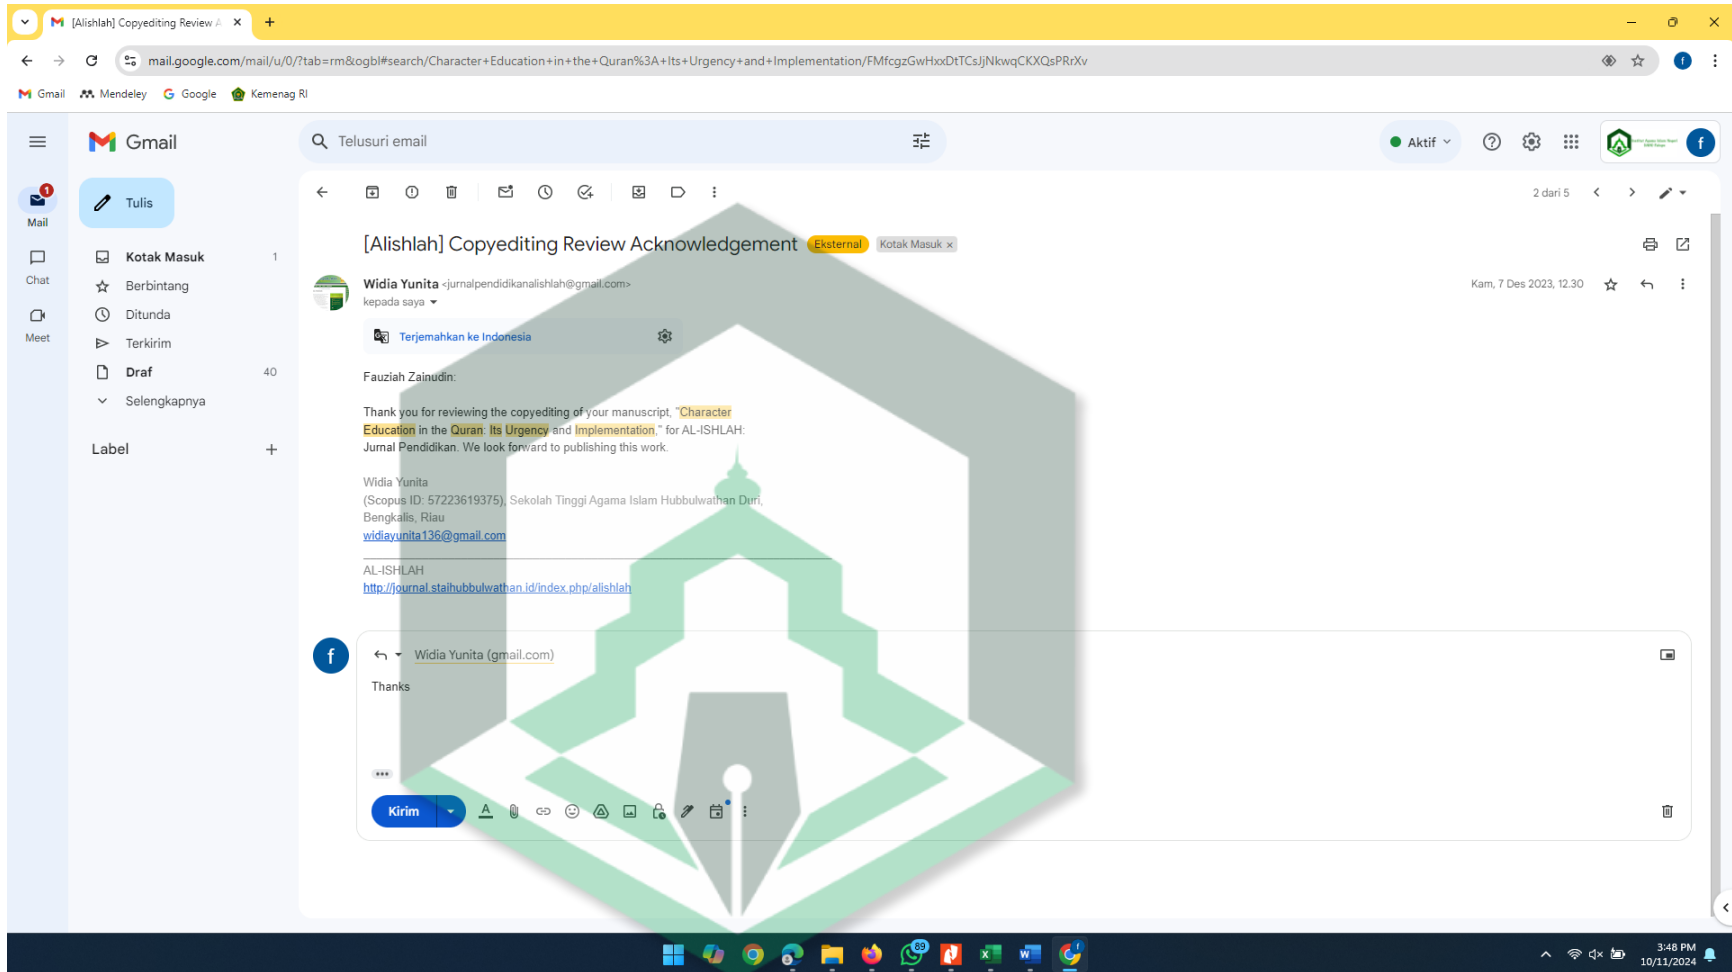 [Alishlah] Copyediting Review A
mail.google.com/mail/u/0/?tab=rm&ogbl#search/Character+Education+in+the+Quran%3A+Its+Urgency+and+Implementation/FMfcgzGwHxxDtTCsJjNkwqCKXQsPRrXv
Gmail Mendeley Google Kemenag RI
Gmail
Telusuri email
Aktif
f
1
Mail
Chat
Meet
Tulis
Kotak Masuk 1
Berbintang
Ditunda
Terkirim
Draf 40
Selengkapnya
Label
2 dari 5
[Alishlah] Copyediting Review Acknowledgement Eksternal Kotak Masuk x
Widia Yunita <jurnalpendidikanalishlah@gmail.com> Kam, 7 Des 2023, 12.30
kepada saya
Terjemahkan ke Indonesia
Fauziah Zainudin:
Thank you for reviewing the copyediting of your manuscript, "Character
Education in the Quran: Its Urgency and Implementation," for AL-ISHLAH:
Jurnal Pendidikan. We look forward to publishing this work.
Widia Yunita
(Scopus ID: 57223619375), Sekolah Tinggi Agama Islam Hubbulwathan Duri,
Bengkalis, Riau
widiayunita136@gmail.com
AL-ISHLAH
http://journal.staihubbulwathan.id/index.php/alishlah
f
Widia Yunita (gmail.com)
Thanks
Kirim
89
3:48 PM
10/11/2024